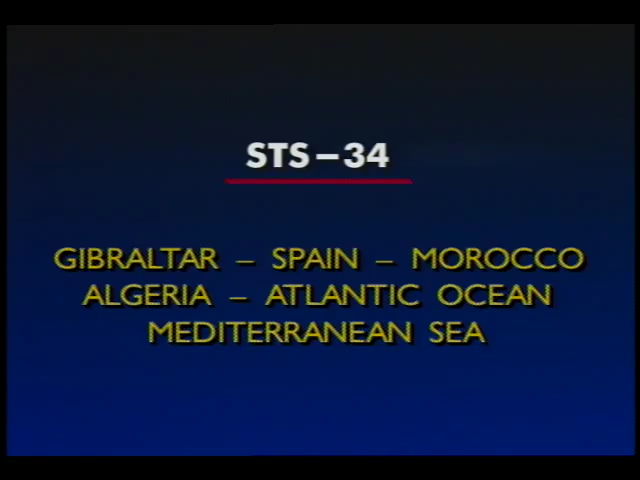 STS – 34
GIBRALTAR – SPAIN – MOROCCO
ALGERIA – ATLANTIC OCEAN
MEDITERRANEAN SEA